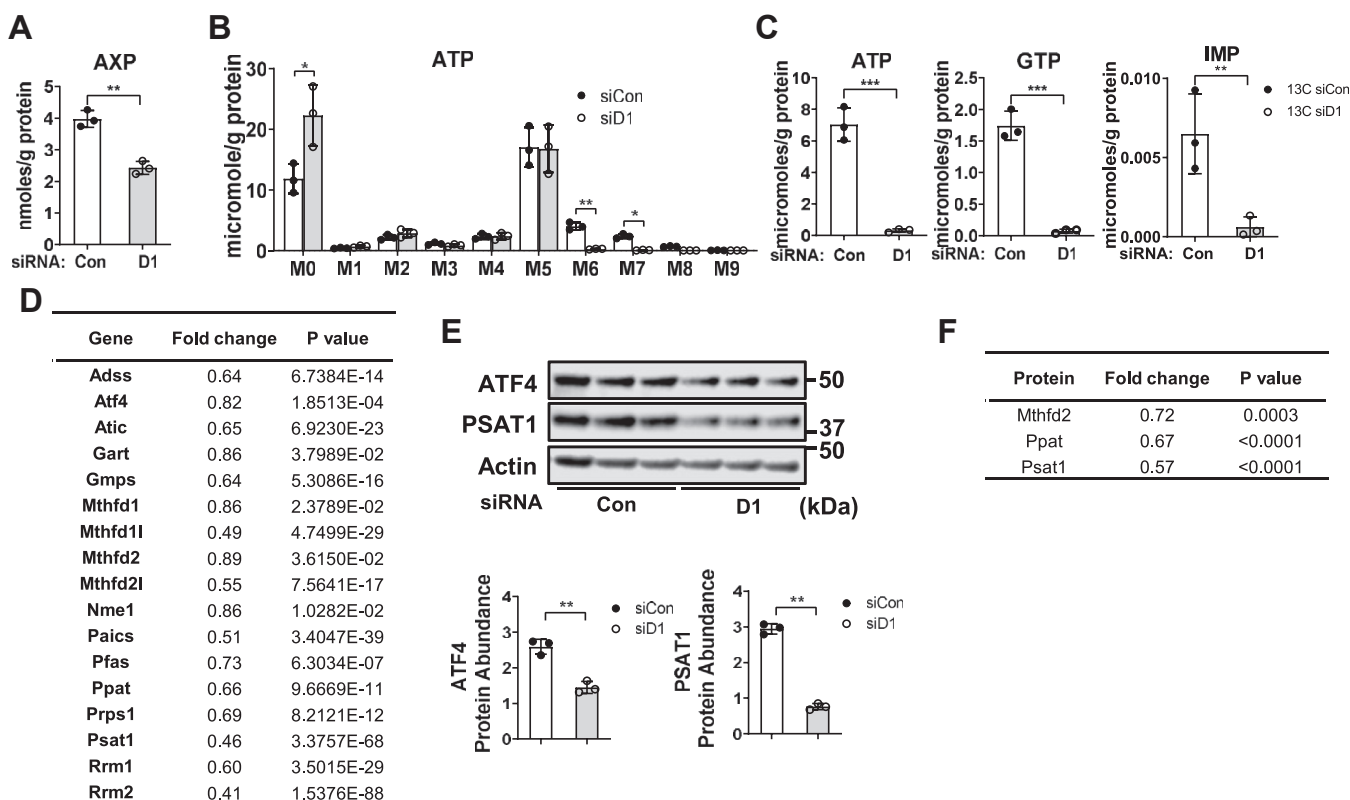 A
AXP
nmoles/g protein
5
4
3
2
1
0
**
siRNA: Con D1
B
ATP
micromole/g protein
30
20
10
0
*
**
*
siCon
siD1
M0 M1 M2 M3 M4 M5 M6 M7 M8 M9
C
ATP
micromoles/g protein
10
8
6
4
2
0
***
siRNA: Con D1
GTP
micromoles/g protein
2.5
2.0
1.5
1.0
0.5
0.0
***
siRNA: Con D1
IMP
micromoles/g protein
0.010
0.005
0.000
**
siRNA: Con D1
13C siCon
13C siD1
D
Gene Fold change P value
Adss 0.64 6.7384E-14
Atf4 0.82 1.8513E-04
Atic 0.65 6.9230E-23
Gart 0.86 3.7989E-02
Gmps 0.64 5.3086E-16
Mthfd1 0.86 2.3789E-02
Mthfd1l 0.49 4.7499E-29
Mthfd2 0.89 3.6150E-02
Mthfd2l 0.55 7.5641E-17
Nme1 0.86 1.0282E-02
Paics 0.51 3.4047E-39
Pfas 0.73 6.3034E-07
Ppat 0.66 9.6669E-11
Prps1 0.69 8.2121E-12
Psat1 0.46 3.3757E-68
Rrm1 0.60 3.5015E-29
Rrm2 0.41 1.5376E-88
E
ATF4 50
PSAT1 37
50
Actin
siRNA Con D1 (kDa)
ATF4
Protein Abundance
4
3
2
1
0
**
siCon
siD1
PSAT1
Protein Abundance
4
3
2
1
0
**
siCon
siD1
F
Protein Fold change P value
Mthfd2 0.72 0.0003
Ppat 0.67 <0.0001
Psat1 0.57 <0.0001